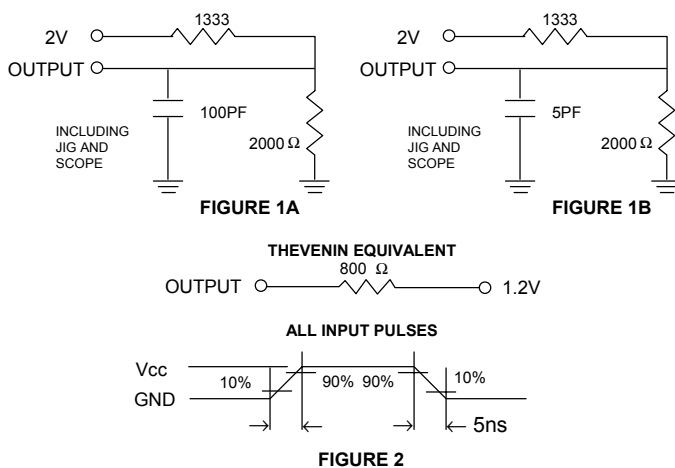 1333
2V
OUTPUT
100PF
INCLUDING
JIG AND
SCOPE
2000 Ω
FIGURE 1A
1333
2V
OUTPUT
5PF
INCLUDING
JIG AND
SCOPE
2000 Ω
FIGURE 1B
THEVENIN EQUIVALENT
800 Ω
OUTPUT 1.2V
ALL INPUT PULSES
Vcc
GND
10% 90% 90% 10%
5ns
FIGURE 2